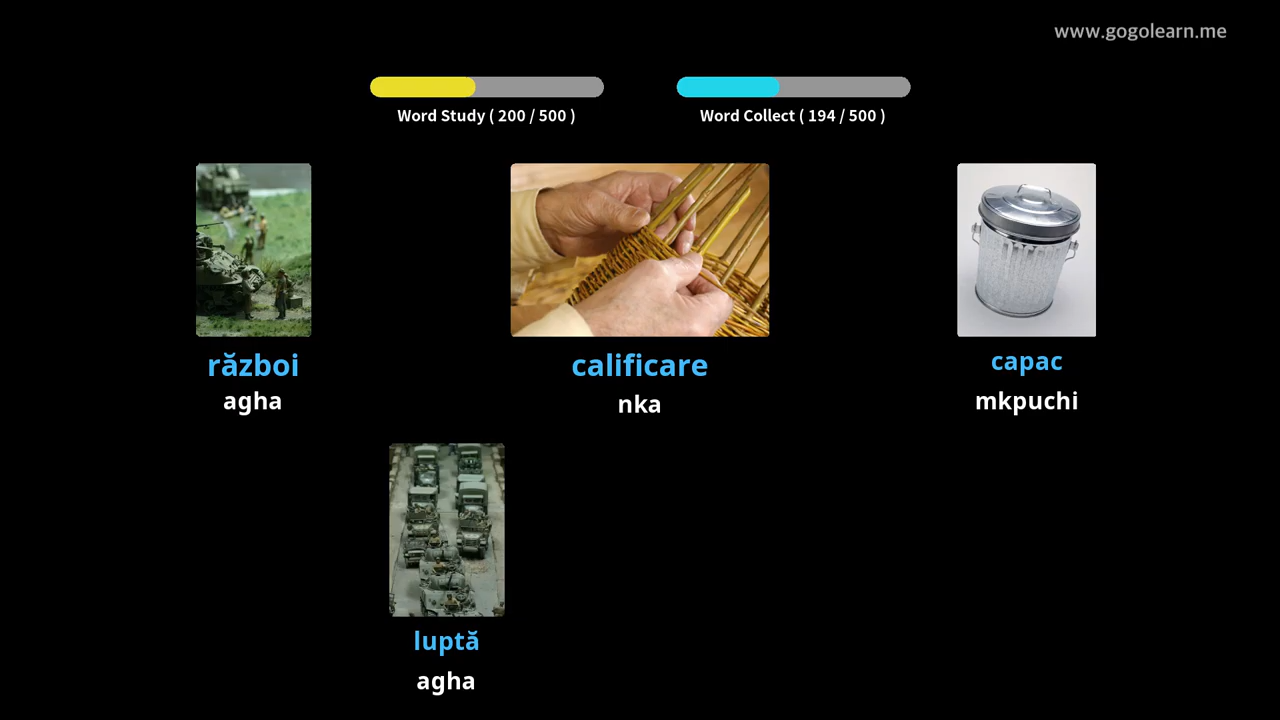 www.gogolearn.me
Word Study ( 200 / 500 )
Word Collect ( 194 / 500 )
război
agha
calificare
nka
capac
mkpuchi
luptă
agha